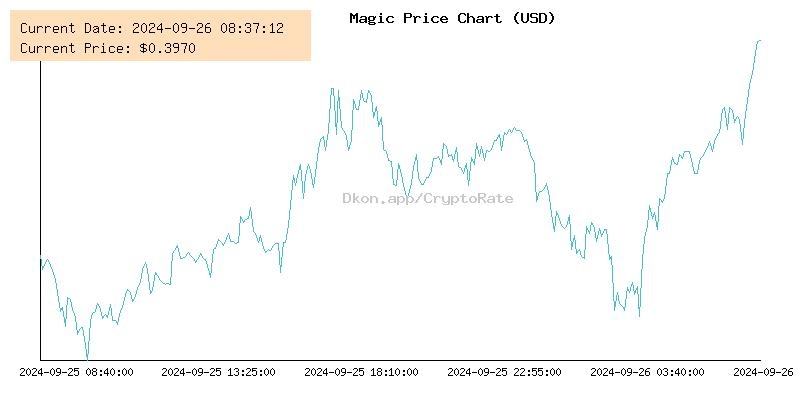 Magic Price Chart (USD)
Current Date: 2024-09-26 08:37:12
Current Price: $0.3970
Dkon.app/CryptoRate
2024-09-25 08:40:00
2024-09-25 13:25:00
2024-09-25 18:10:00
2024-09-25 22:55:00
2024-09-26 03:40:00
2024-09-26